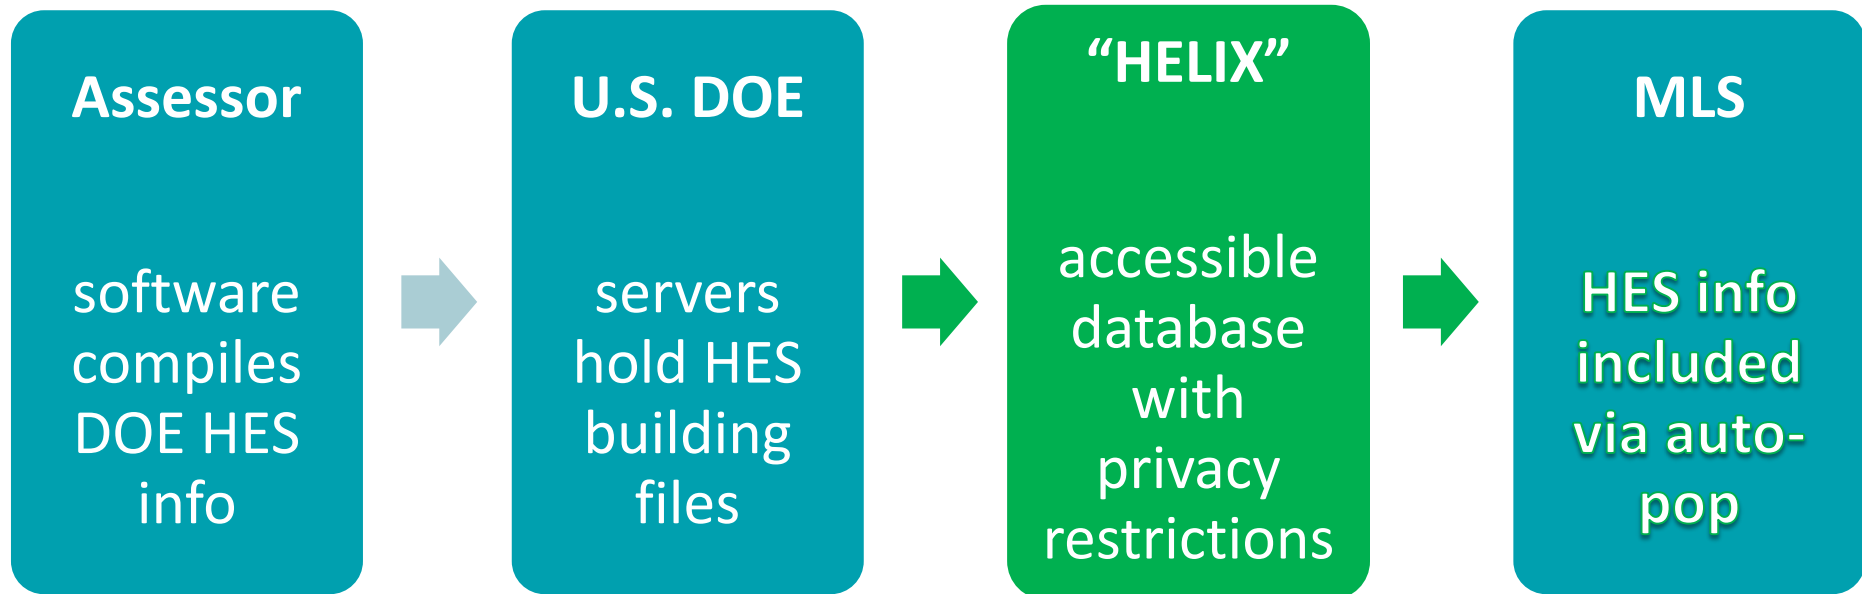 Assessor
software
compiles
DOE HES
info
U.S. DOE
servers
hold HES
building
files
“HELIX”
accessible
database
with
privacy
restrictions
MLS
HES info
included
via auto-
pop